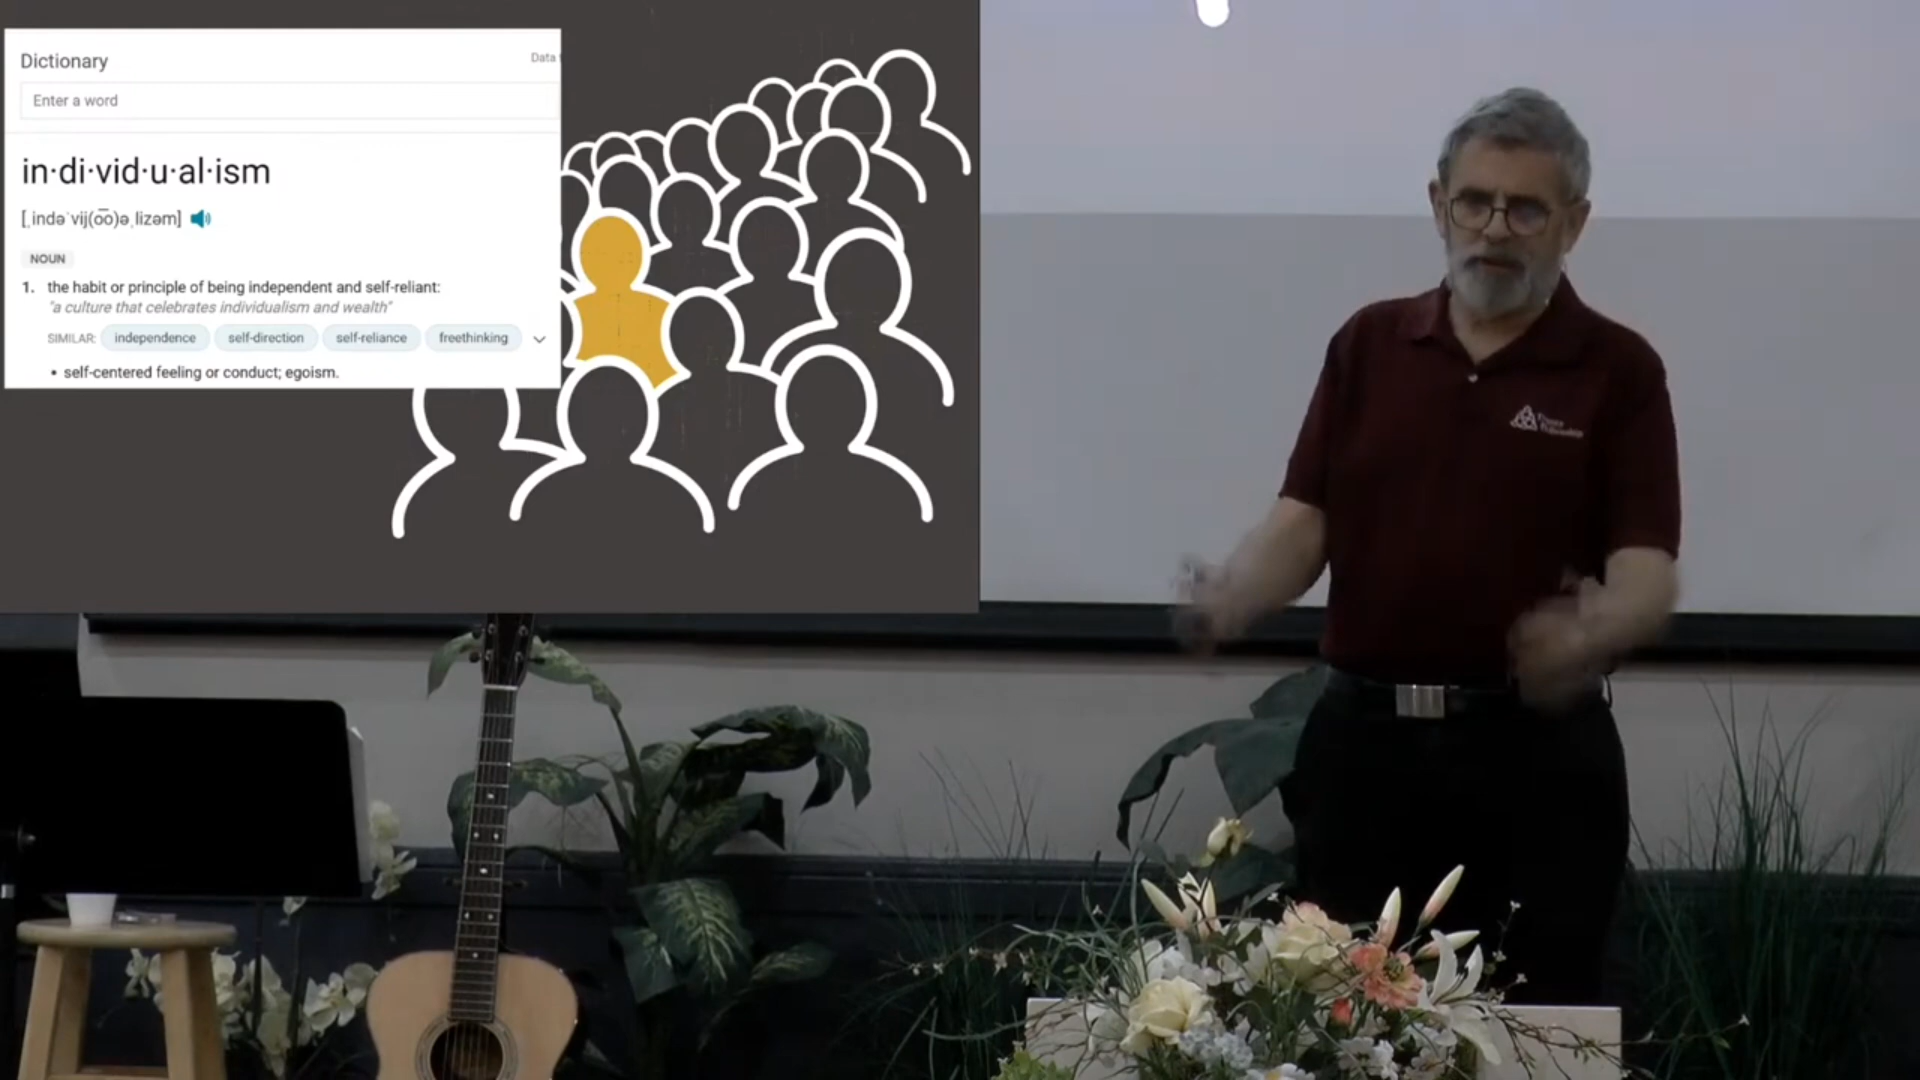 Dictionary
Data
Enter a word
in·di·vid·u·al·ism
[ˌindəˈvij(o͞o)əˌlizəm]
NOUN
1. the habit or principle of being independent and self-reliant:
"a culture that celebrates individualism and wealth"
SIMILAR: independence self-direction self-reliance freethinking
• self-centered feeling or conduct; egoism.